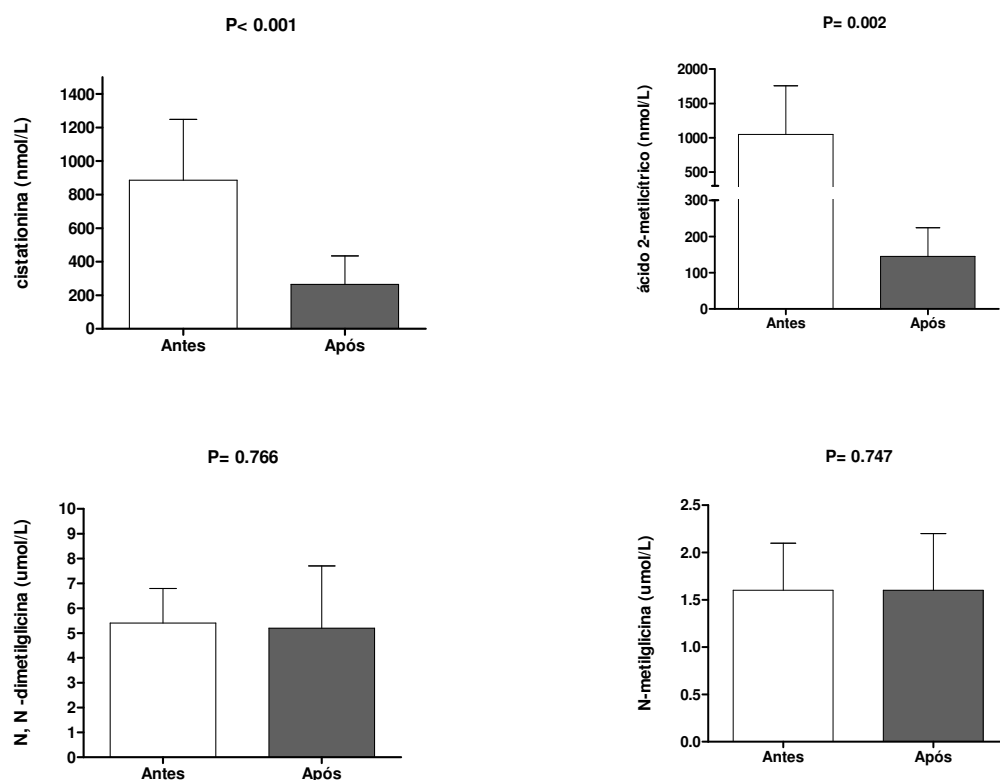 P< 0.001
cistationina (nmol/L)
1400
1200
1000
800
600
400
200
0
Antes Após
P= 0.002
ácido 2-metilcítrico (nmol/L)
2000
1500
1000
500
300
200
100
0
Antes Após
P= 0.766
N, N -dimetilglicina (umol/L)
10
9
8
7
6
5
4
3
2
1
0
Antes Após
P= 0.747
N-metilglicina (umol/L)
2.5
2.0
1.5
1.0
0.5
0.0
Antes Após